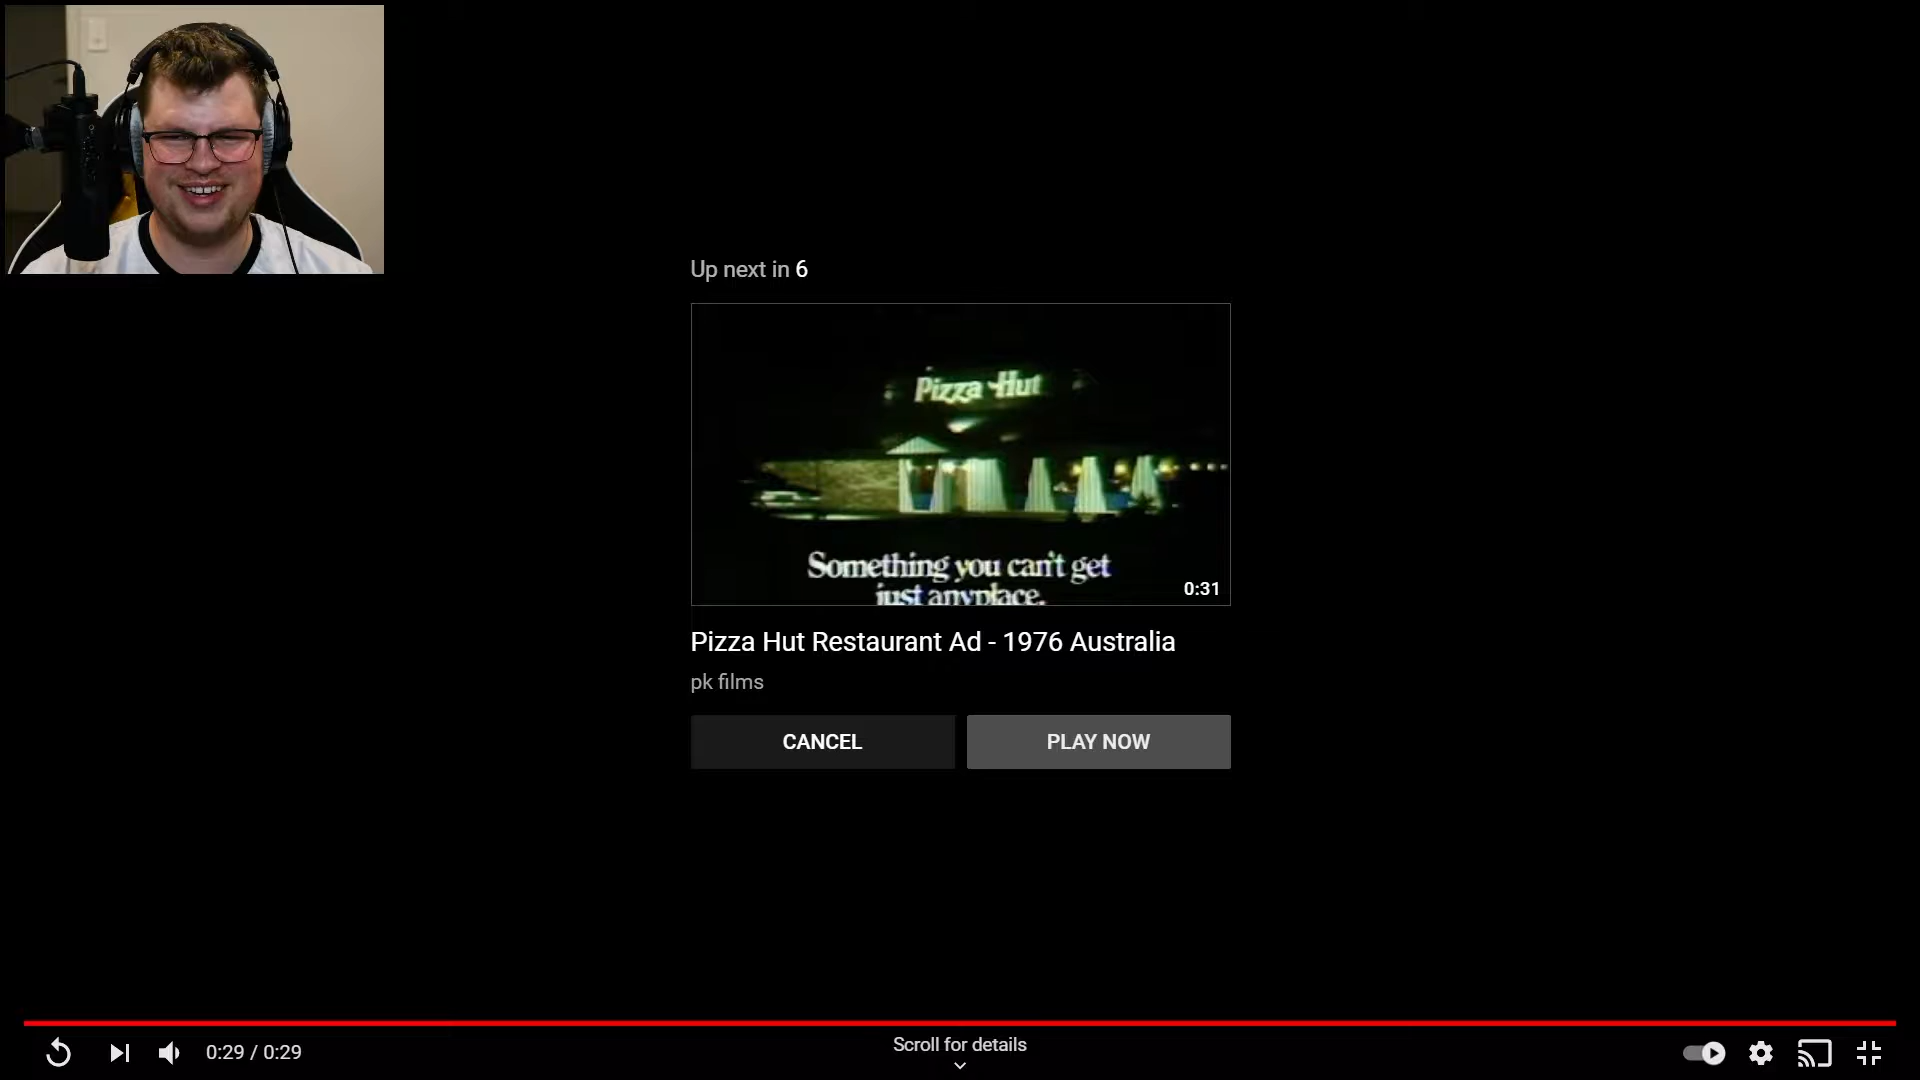 Up next in 6
Pizza Hut
Something you can't get
just anyplace.
0:31
Pizza Hut Restaurant Ad - 1976 Australia
pk films
CANCEL
PLAY NOW
Scroll for details
0:29 / 0:29